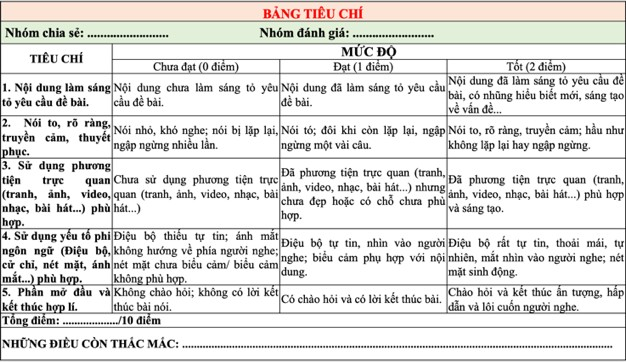 BẢNG TIÊU CHÍ
Nhóm chia sẻ: ......................... Nhóm đánh giá: .........................
TIÊU CHÍ
MỨC ĐỘ
Chưa đạt (0 điểm)
Đạt (1 điểm)
Tốt (2 điểm)
1. Nội dung làm sáng
tỏ yêu cầu đề bài.
Nội dung chưa làm sáng tỏ yêu
cầu đề bài.
Nội dung đã làm sáng tỏ yêu cầu
đề bài.
Nội dung đã làm sáng tỏ yêu cầu đề
bài, có những hiểu biết mới, sáng tạo
về vấn đề...
2. Nói to, rõ ràng,
truyền cảm, thuyết
phục.
Nói nhỏ, khó nghe; nói bị lặp lại,
ngập ngừng nhiều lần.
Nói tó; đôi khi còn lặp lại, ngập
ngừng một vài câu.
Nói to, rõ ràng, truyền cảm; hầu như
không lặp lại hay ngập ngừng.
3. Sử dụng phương
tiện trực quan
(tranh, ảnh, video,
nhạc, bài hát...) phù
hợp.
Chưa sử dụng phương tiện trực
quan (tranh, ảnh, video, nhạc, bài
hát...)
Đã phương tiện trực quan (tranh,
ảnh, video, nhạc, bài hát...) nhưng
chưa đẹp hoặc có chỗ chưa phù
hợp.
Đã phương tiện trực quan (tranh,
ảnh, video, nhạc, bài hát...) phù hợp
và sáng tạo.
4. Sử dụng yếu tố phi
ngôn ngữ (Điệu bộ,
cử chỉ, nét mặt, ánh
mắt...) phù hợp.
Điệu bộ thiếu tự tin; ánh mắt
không hướng về phía người nghe;
nét mặt chưa biểu cảm/ biểu cảm
không phù hợp.
Điệu bộ tự tin, nhìn vào người
nghe; biểu cảm phụ hợp với nội
dung.
Điệu bộ rất tự tin, thoải mái, tự
nhiên, mắt nhìn vào người nghe; nét
mặt sinh động.
5. Phần mở đầu và
kết thúc hợp lí.
Không chào hỏi; không có lời kết
thúc bài nói.
Có chào hỏi và có lời kết thúc bài.
Chào hỏi và kết thúc ấn tượng, hấp
dẫn và lôi cuốn người nghe.
Tổng điểm: ..................../10 điểm
NHỮNG ĐIỀU CÒN THẮC MẮC: ....................................................................................